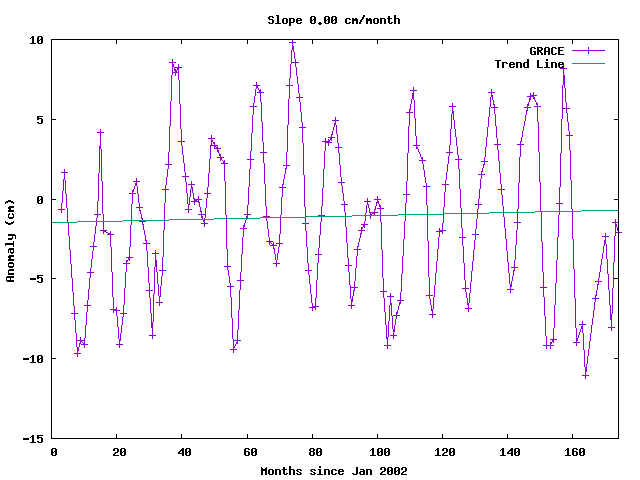 Slope 0.00 cm/month
GRACE
Trend Line
10
5
0
-5
-10
-15
Anomaly (cm)
0 20 40 60 80 100 120 140 160
Months since Jan 2002